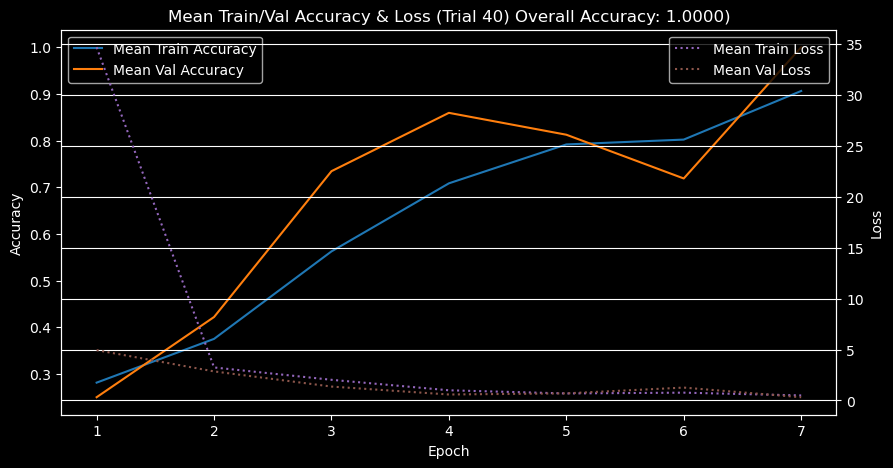 Mean Train/Val Accuracy & Loss (Trial 40) Overall Accuracy: 1.0000)
Mean Train Accuracy
Mean Val Accuracy
Mean Train Loss
Mean Val Loss
Accuracy
1.0
0.9
0.8
0.7
0.6
0.5
0.4
0.3
35
30
25
20
15
10
5
0
Loss
1 2 3 4 5 6 7
Epoch